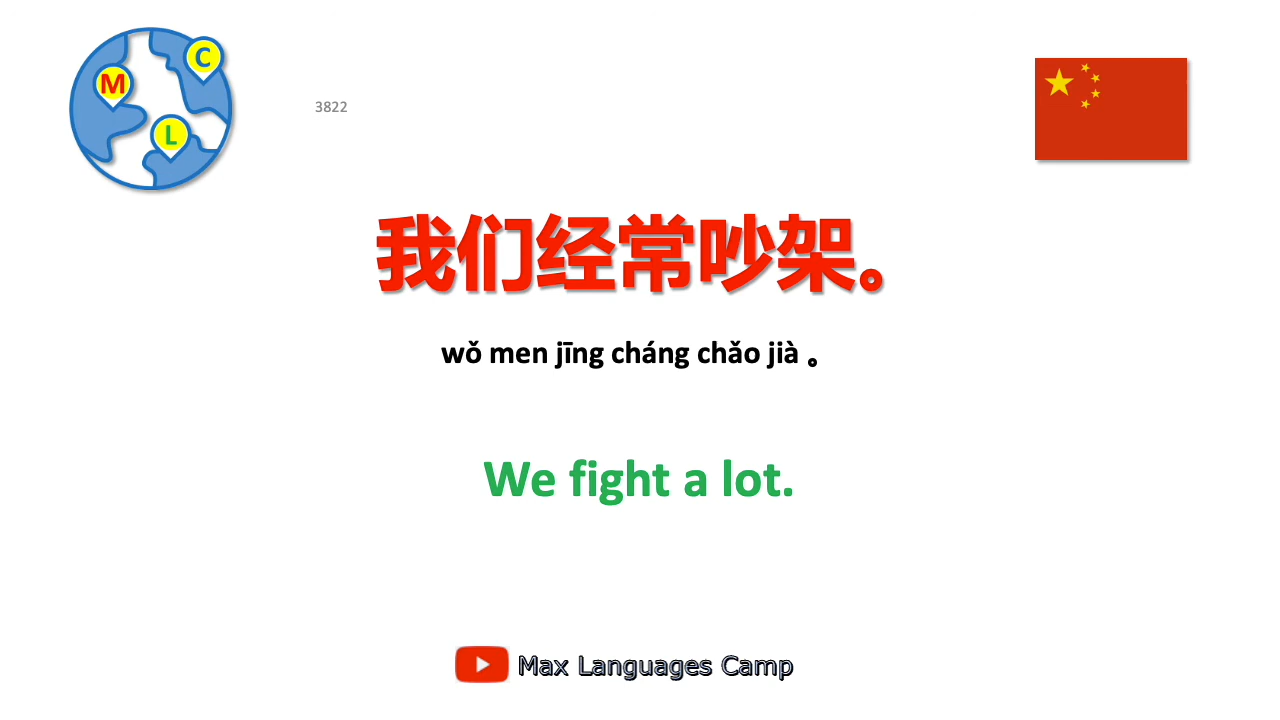 M
C
L
3822
我们经常吵架。
wǒ men jīng cháng chǎo jià 。
We fight a lot.
Max Languages Camp